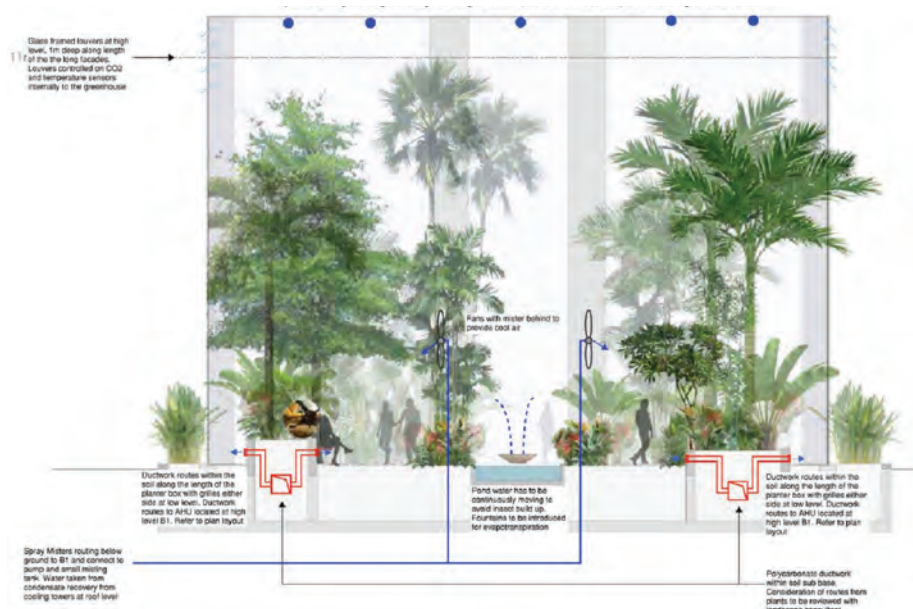 Glass framed louvers at high
level, 1m deep along length
of the the long facades.
Louvers controlled on CO2
and temperature sensors
internally to the greenhouse
Fans with mister behind to
provide cool air
Ductwork routes within the
soil along the length of the
planter box with grilles either
side at low level. Ductwork
routes to AHU located at high
level B1. Refer to plan layout
Pond water has to be
continuously moving to
avoid insect build up.
Fountains to be introduced
for evapotranspiration
Ductwork routes within the
soil along the length of the
planter box with grilles either
side at low level. Ductwork
routes to AHU located at
high level B1. Refer to plan
layout
Spray Misters routing below
ground to B1 and connect to
pump and small misting
tank. Water taken from
condensate recovery from
cooling towers at roof level
Polycarbonate ductwork
within soil sub base.
Consideration of routes from
plants to be reviewed with